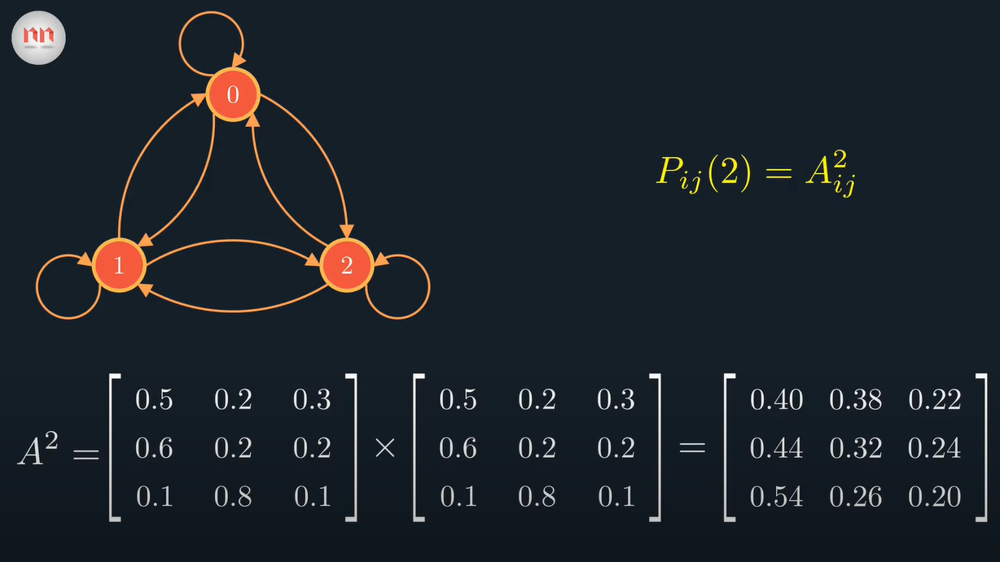 nn
0
1 2
P_{ij}(2) = A^2_{ij}
A^2 = [ 0.5 0.2 0.3 ] × [ 0.5 0.2 0.3 ] = [ 0.40 0.38 0.22 ]
[ 0.6 0.2 0.2 ] [ 0.6 0.2 0.2 ] [ 0.44 0.32 0.24 ]
[ 0.1 0.8 0.1 ] [ 0.1 0.8 0.1 ] [ 0.54 0.26 0.20 ]